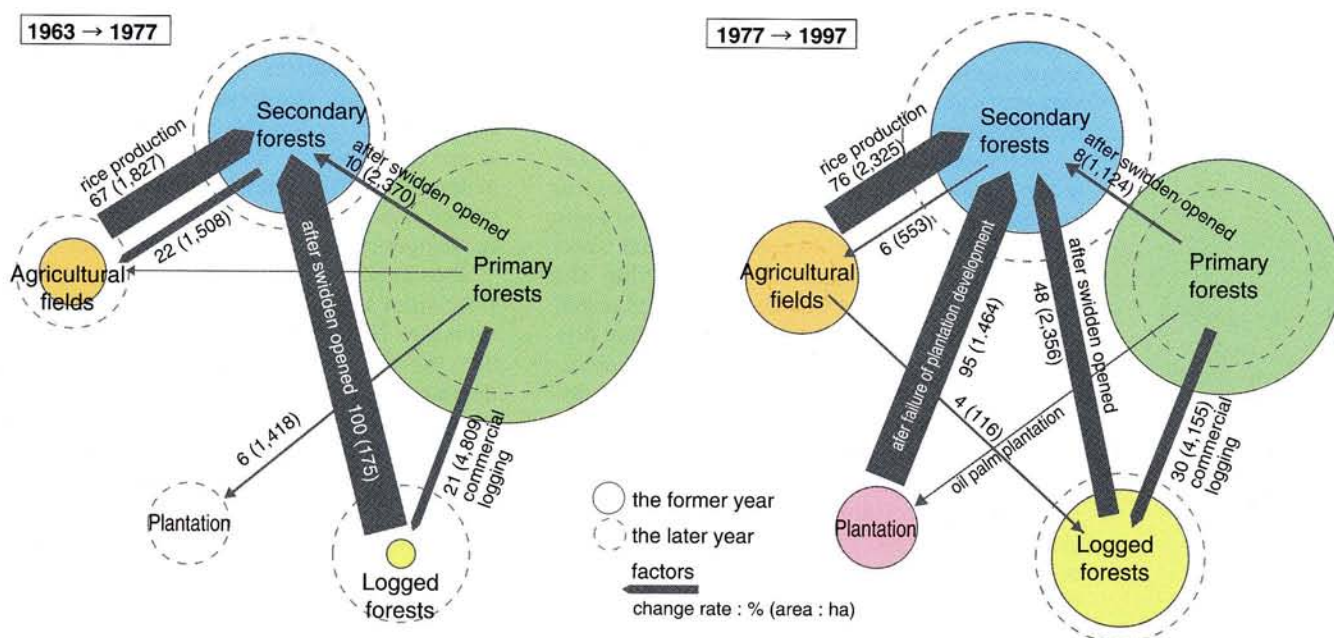 1963 → 1977
Secondary
forests
rice production
67 (1,827)
22 (1,508)
after swidden opened
10 (2,370)
Agricultural
fields
Primary
forests
after swidden opened 100 (175)
6 (1,418)
21 (4,809)
commercial
logging
Plantation
Logged
forests
the former year
the later year
factors
change rate : % (area : ha)
1977 → 1997
Secondary
forests
rice production
76 (2,325)
6 (553)
after swidden opened
8(1,124)
Agricultural
fields
Primary
forests
afer failure of plantation development
95 (1.464)
after swiddden opened
48 (2,356)
4 (116)
oil palm plantation
30 (4,155)
commercial
logging
Plantation
Logged
forests